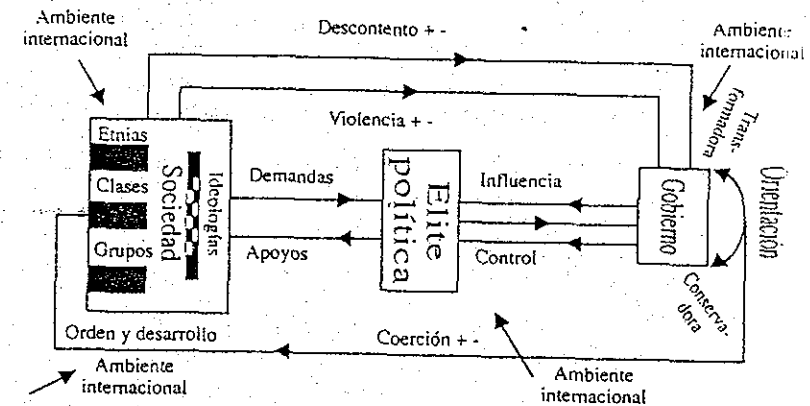 Ambiente
internacional
Descontento + -
Ambiente
internacional
Violencia + -
Trans-
formadora
Etnias
Clases
Grupos
Sociedad
Ideologías
Demandas
Apoyos
Elite
política
Influencia
Control
Gobierno
Orientación
Conserva-
dora
Orden y desarrollo
Coerción + -
Ambiente
internacional
Ambiente
internacional